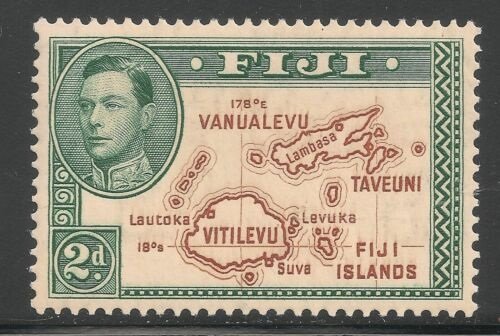 • FIJI •
178°E
VANUALEVU
Lambasa
TAVEUNI
Lautoka
Levuka
18°S
VITILEVU
FIJI
ISLANDS
Suva
2d.